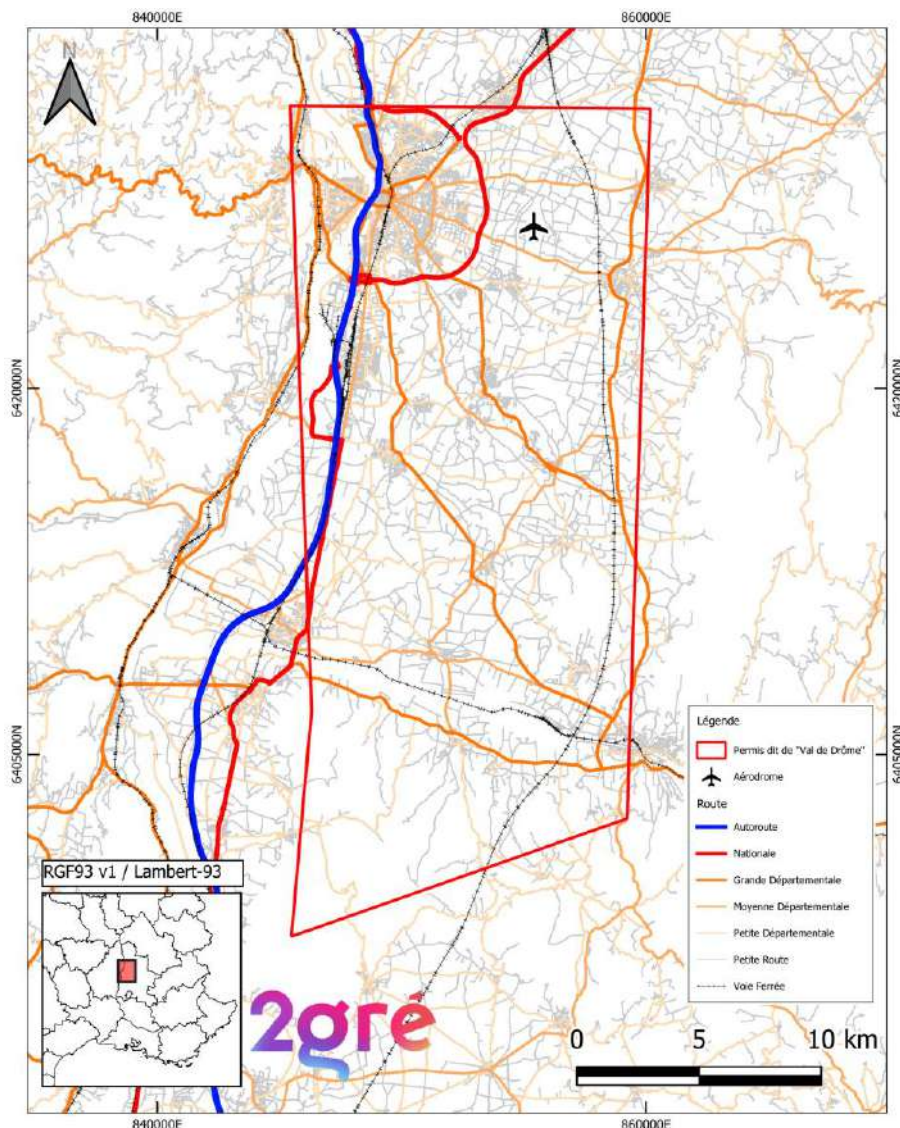 840000E
860000E
N
6420000N
6420000N
Légende
Permis dit de "Val de Drôme"
Aérodrome
Route
6405000N
6405000N
Autoroute
Nationale
Grande Départementale
Moyenne Départementale
Petite Départementale
Petite Route
Voie Ferrée
RGF93 v1 / Lambert-93
2gré
0
5
10 km
840000E
860000E